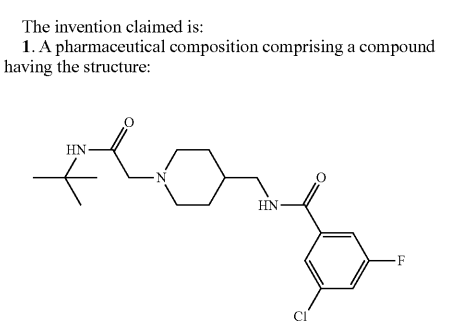 The invention claimed is:
1. A pharmaceutical composition comprising a compound
having the structure:
O
HN
N
O
HN
F
Cl